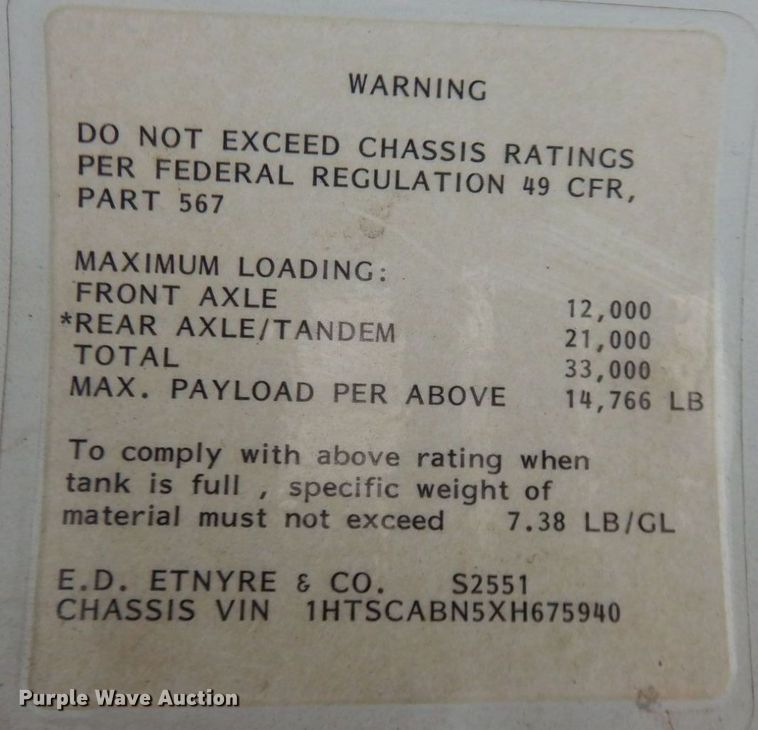 WARNING
DO NOT EXCEED CHASSIS RATINGS
PER FEDERAL REGULATION 49 CFR,
PART 567
MAXIMUM LOADING:
FRONT AXLE 12,000
*REAR AXLE/TANDEM 21,000
TOTAL 33,000
MAX. PAYLOAD PER ABOVE 14,766 LB
To comply with above rating when
tank is full , specific weight of
material must not exceed 7.38 LB/GL
E.D. ETNYRE & CO. S2551
CHASSIS VIN 1HTSCABN5XH675940
Purple Wave Auction